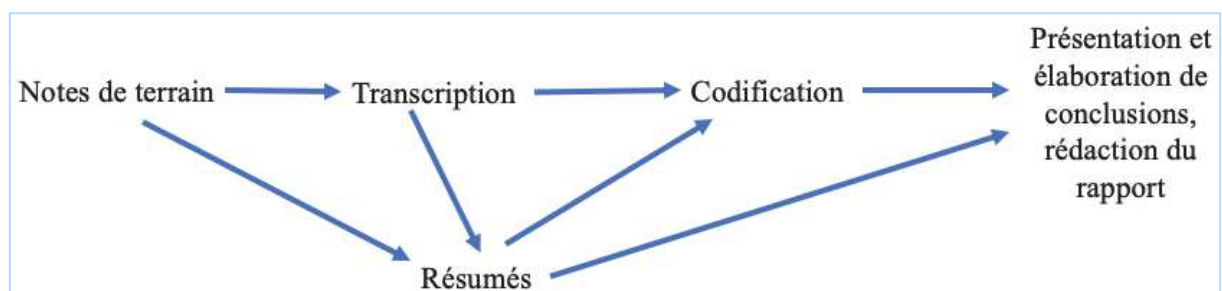 Notes de terrain
Transcription
Codification
Présentation et
élaboration de
conclusions,
rédaction du
rapport
Résumés